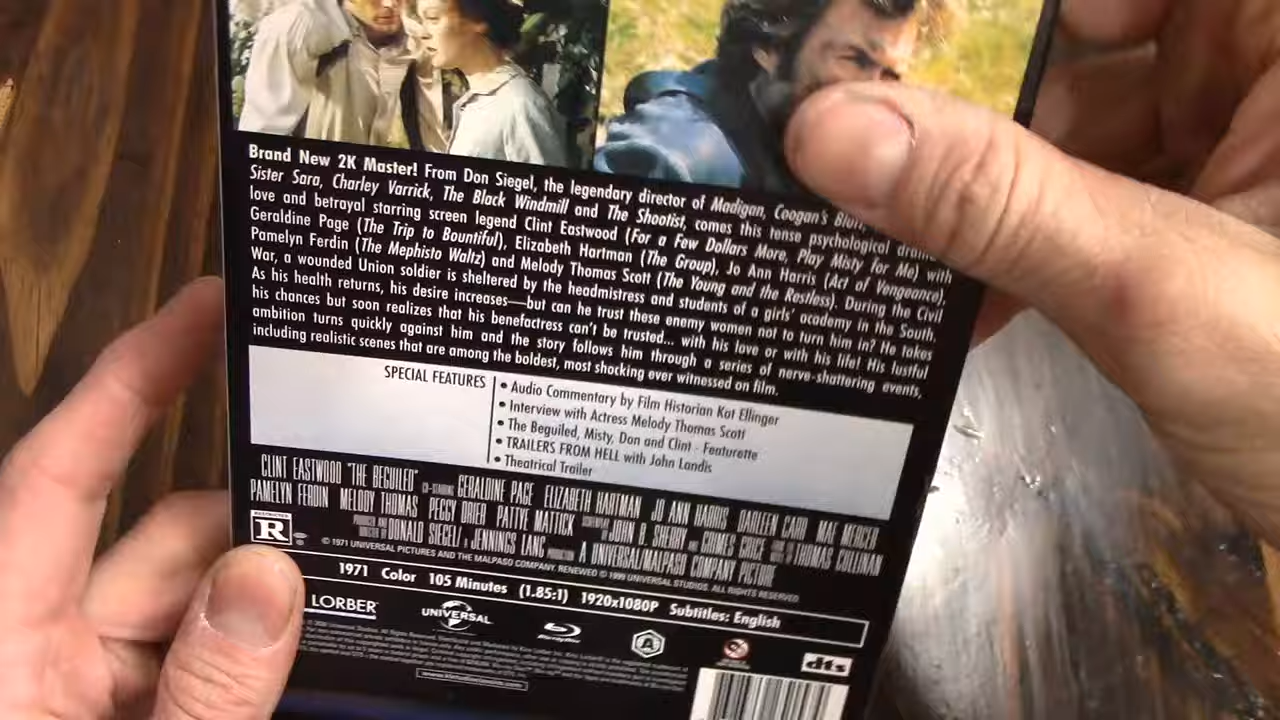 Brand New 2K Master! From Don Siegel, the legendary director of Madigan, Coogan's
Sister Sara, Charley Varrick, The Black Windmill and The Shootist, comes this tense psychological
love and betrayal starring screen legend Clint Eastwood (For a Few Dollars More, Play Misty for Me) with
Geraldine Page (The Trip to Bountiful), Elizabeth Hartman (The Group), Jo Ann Harris (Act of Vengeance),
Pamelyn Ferdin (The Mephisto Waltz) and Melody Thomas Scott (The Young and the Restless). During the Civil
War, a wounded Union soldier is sheltered by the headmistress and students of a girls' academy in the South.
As his health returns, his desire increases—but can he trust these enemy women not to turn him in? He takes
his chances but soon realizes that his benefactress can't be trusted... with his love or with his life! His lustful
ambition turns quickly against him and the story follows him through a series of nerve-shattering events,
including realistic scenes that are among the boldest, most shocking ever witnessed on film.
SPECIAL FEATURES
• Audio Commentary by Film Historian Kat Ellinger
• Interview with Actress Melody Thomas Scott
• The Beguiled, Misty, Don and Clint - Featurette
• TRAILERS FROM HELL with John Landis
• Theatrical Trailer
CLINT EASTWOOD "THE BEGUILED" CO-STARRING GERALDINE PAGE ELIZABETH HARTMAN JO ANN HARRIS DARLEEN CARR MAE MERCER
PAMELYN FERDIN MELODY THOMAS PEGGY DRIER PATTYE MATTICK JOHN B. SHERRY AND GRIMES GRICE THOMAS CULLINAN
PRODUCED AND DIRECTED BY DONALD SIEGEL JENNINGS LANG A UNIVERSAL/MALPASO COMPANY PICTURE
RESTRICTED
R
© 1971 UNIVERSAL PICTURES AND THE MALPASO COMPANY. RENEWED © 1999 UNIVERSAL STUDIOS. ALL RIGHTS RESERVED
1971 Color 105 Minutes (1.85:1) 1920x1080P Subtitles: English
LORBER
UNIVERSAL
Blu-ray Disc
A
dts